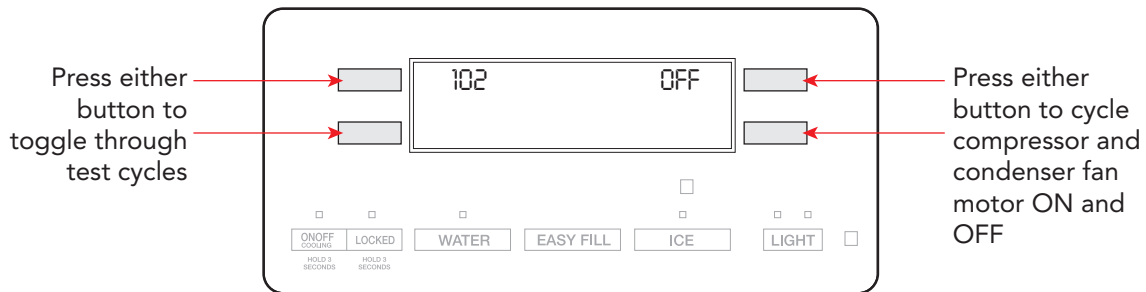 Press either
button to
toggle through
test cycles
102 OFF
Press either
button to cycle
compressor and
condenser fan
motor ON and
OFF
ONOFF
COOLING
LOCKED
WATER
EASY FILL
ICE
LIGHT
HOLD 3
SECONDS
HOLD 3
SECONDS